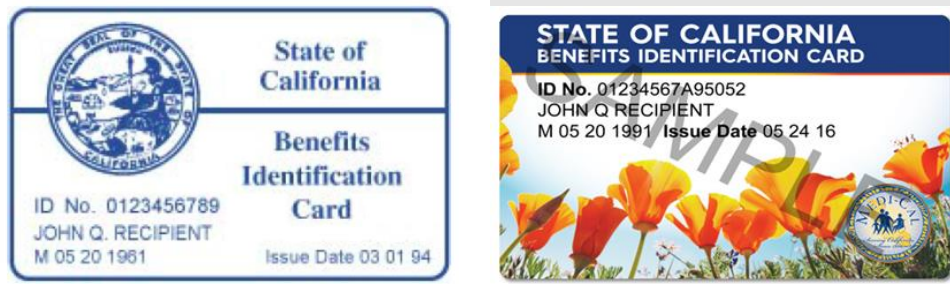 THE GREAT SEAL OF THE STATE OF CALIFORNIA
EUREKA
State of
California
Benefits
Identification
Card
ID No. 0123456789
JOHN Q. RECIPIENT
M 05 20 1961
Issue Date 03 01 94
STATE OF CALIFORNIA
BENEFITS IDENTIFICATION CARD
ID No. 01234567A95052
JOHN Q RECIPIENT
M 05 20 1991 Issue Date 05 24 16
SAMPLE
MEDI-CAL